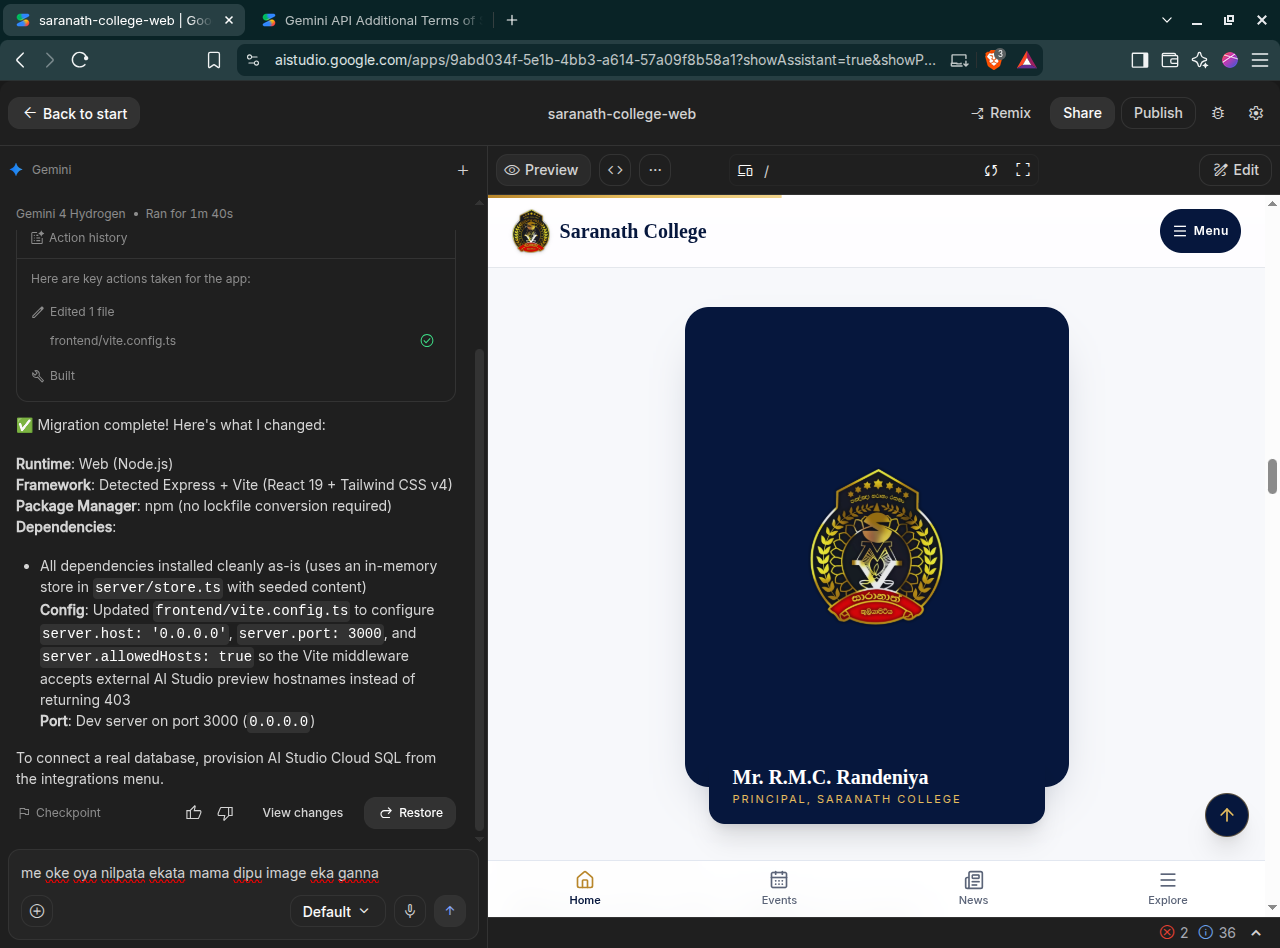 saranath-college-web | Goo
Gemini API Additional Terms of
aistudio.google.com/apps/9abd034f-5e1b-4bb3-a614-57a09f8b58a1?showAssistant=true&showP...
3
Back to start
saranath-college-web
Remix
Share
Publish
Gemini
Preview
/
Edit
Gemini 4 Hydrogen • Ran for 1m 40s
Action history
Here are key actions taken for the app:
Edited 1 file
frontend/vite.config.ts
Built
✅ Migration complete! Here's what I changed:
Runtime: Web (Node.js)
Framework: Detected Express + Vite (React 19 + Tailwind CSS v4)
Package Manager: npm (no lockfile conversion required)
Dependencies:
• All dependencies installed cleanly as-is (uses an in-memory
store in server/store.ts with seeded content)
Config: Updated frontend/vite.config.ts to configure
server.host: '0.0.0.0', server.port: 3000, and
server.allowedHosts: true so the Vite middleware
accepts external AI Studio preview hostnames instead of
returning 403
Port: Dev server on port 3000 (0.0.0.0)
To connect a real database, provision AI Studio Cloud SQL from
the integrations menu.
Checkpoint
View changes
Restore
me oke oya nilpata ekata mama dipu image eka ganna
Default
Saranath College
Menu
සාරානාත්
කුලියාපිටිය
Mr. R.M.C. Randeniya
PRINCIPAL, SARANATH COLLEGE
Home
Events
News
Explore
2
36